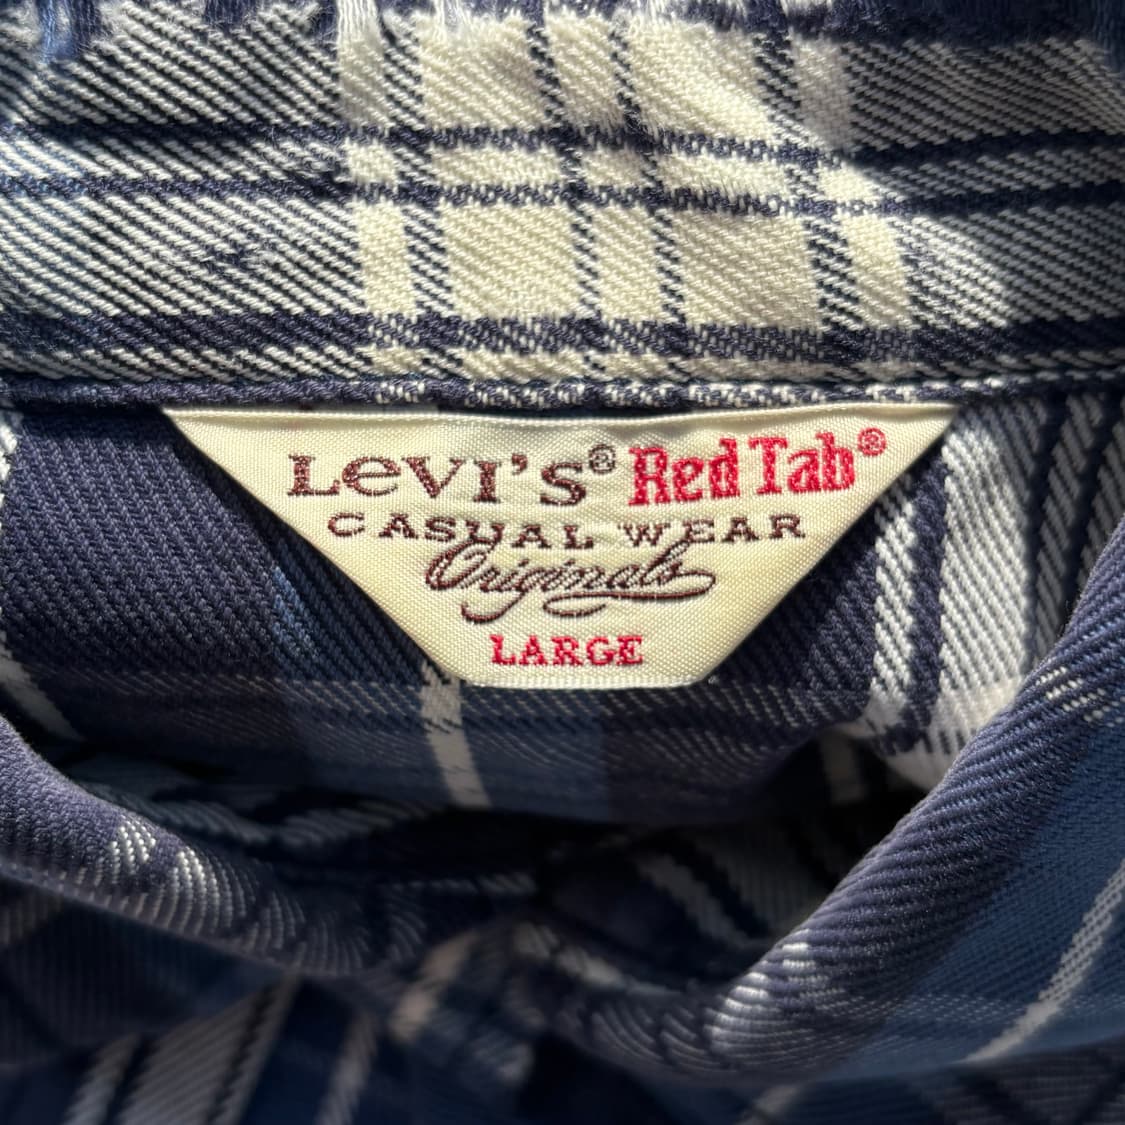 LeVI'S® Red Tab®
CASUAL WEAR
Originals
LARGE